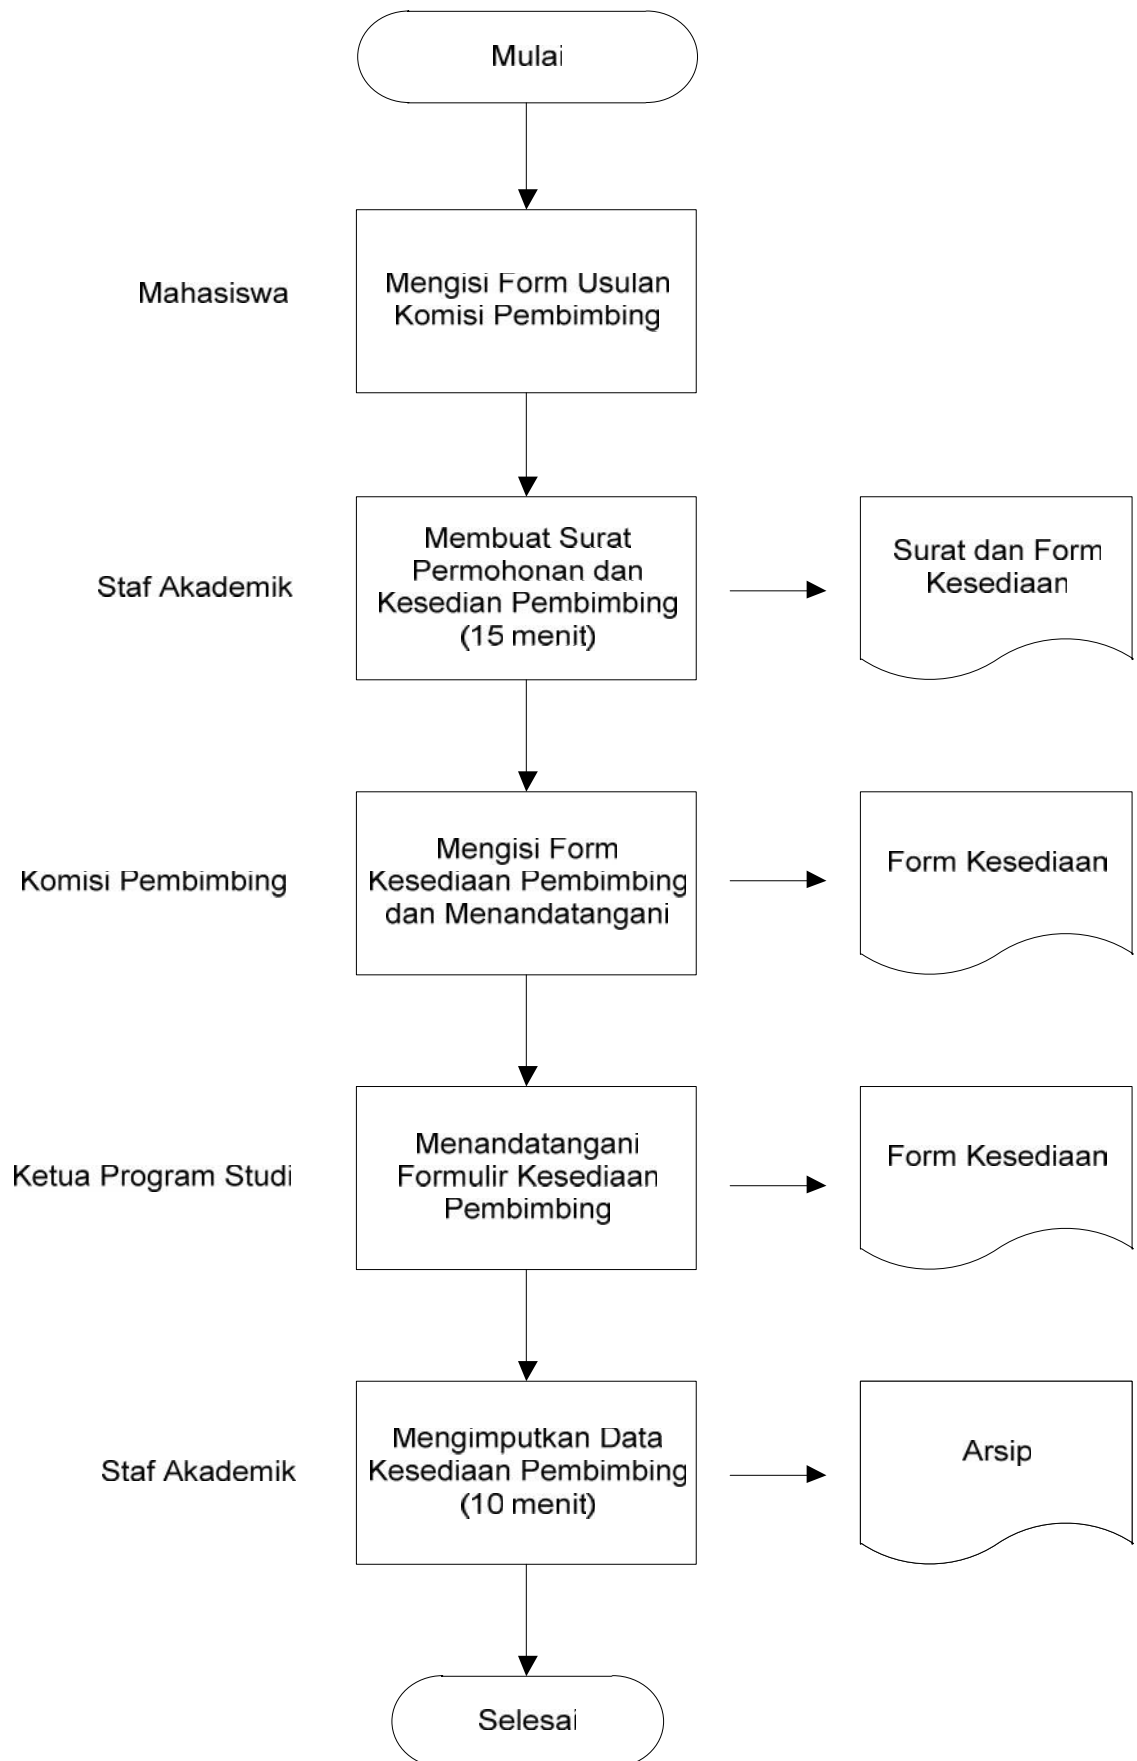 Mulai
Mahasiswa
Mengisi Form Usulan
Komisi Pembimbing
Staf Akademik
Membuat Surat
Permohonan dan
Kesedian Pembimbing
(15 menit)
Surat dan Form
Kesediaan
Komisi Pembimbing
Mengisi Form
Kesediaan Pembimbing
dan Menandatangani
Form Kesediaan
Ketua Program Studi
Menandatangani
Formulir Kesediaan
Pembimbing
Form Kesediaan
Staf Akademik
Mengimputkan Data
Kesediaan Pembimbing
(10 menit)
Arsip
Selesai